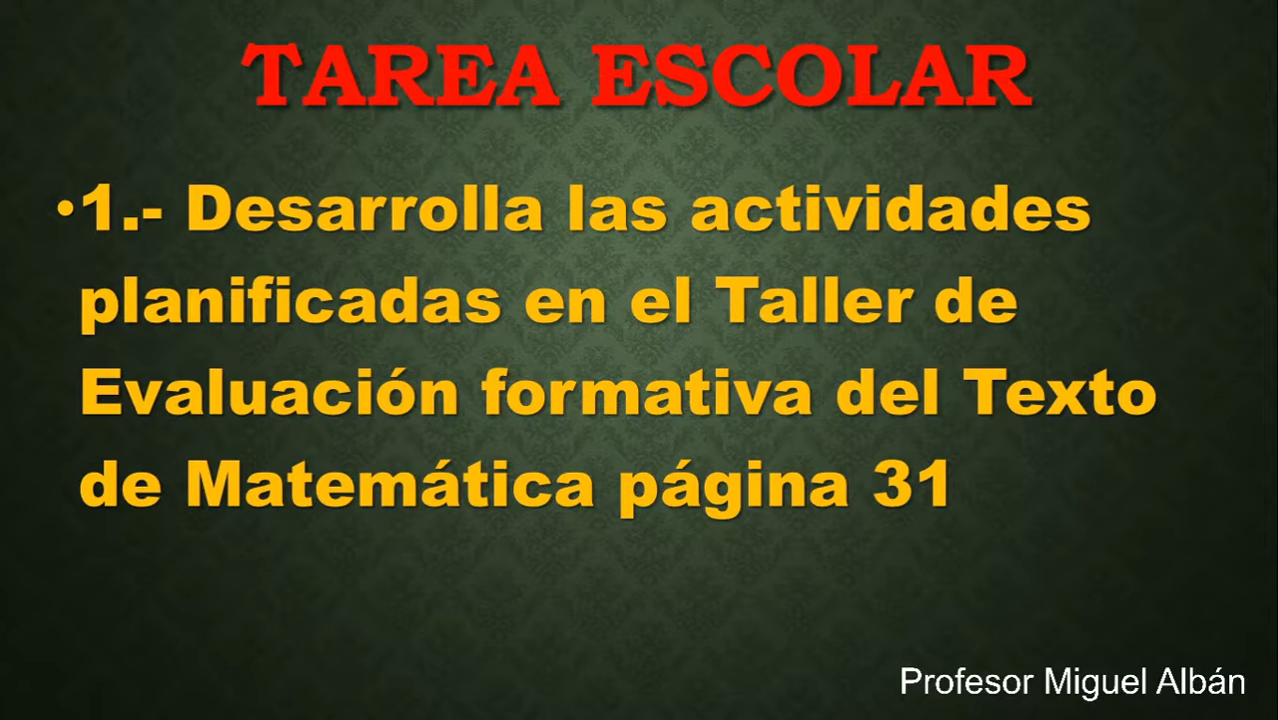 TAREA ESCOLAR
•1.- Desarrolla las actividades
planificadas en el Taller de
Evaluación formativa del Texto
de Matemática página 31
Profesor Miguel Albán